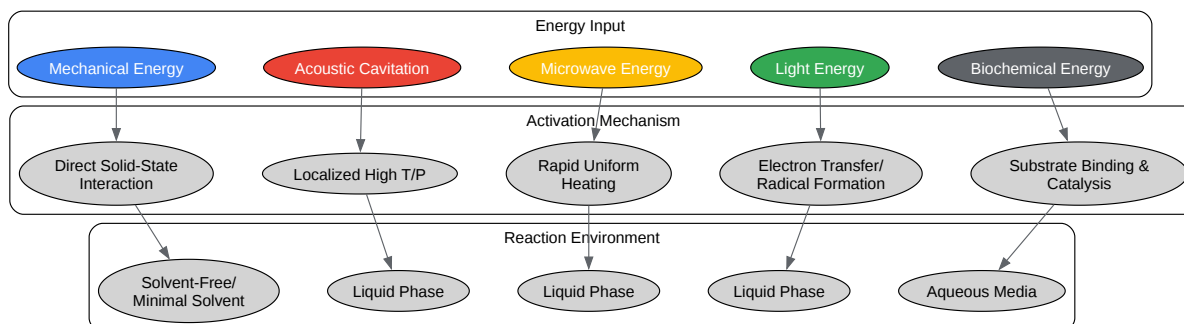 Energy Input
Mechanical Energy
Acoustic Cavitation
Microwave Energy
Light Energy
Biochemical Energy
Activation Mechanism
Direct Solid-State
Interaction
Localized High T/P
Rapid Uniform
Heating
Electron Transfer/
Radical Formation
Substrate Binding &
Catalysis
Reaction Environment
Solvent-Free/
Minimal Solvent
Liquid Phase
Liquid Phase
Liquid Phase
Aqueous Media